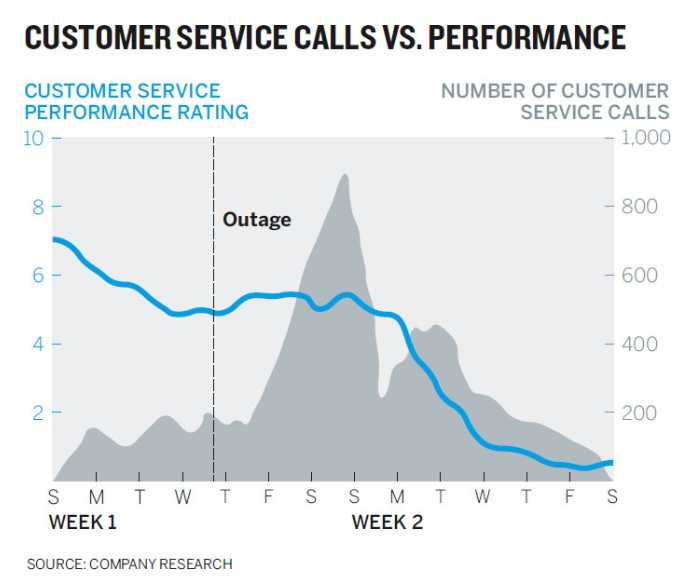 CUSTOMER SERVICE CALLS VS. PERFORMANCE
CUSTOMER SERVICE
PERFORMANCE RATING
NUMBER OF CUSTOMER
SERVICE CALLS
10
8
6
4
2
1,000
800
600
400
200
Outage
S M T W T F S S M T W T F S
WEEK 1
WEEK 2
SOURCE: COMPANY RESEARCH